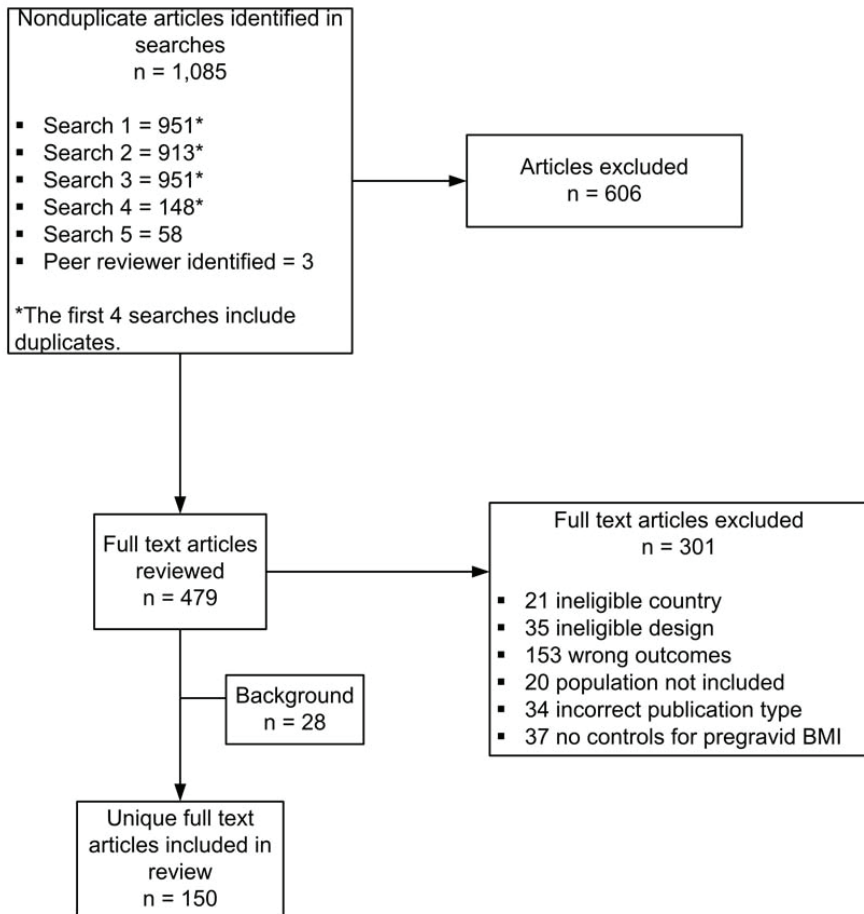 Nonduplicate articles identified in
searches
n = 1,085
▪ Search 1 = 951*
▪ Search 2 = 913*
▪ Search 3 = 951*
▪ Search 4 = 148*
▪ Search 5 = 58
▪ Peer reviewer identified = 3
*The first 4 searches include
duplicates.
Articles excluded
n = 606
Full text articles
reviewed
n = 479
Full text articles excluded
n = 301
▪ 21 ineligible country
▪ 35 ineligible design
▪ 153 wrong outcomes
▪ 20 population not included
▪ 34 incorrect publication type
▪ 37 no controls for pregravid BMI
Background
n = 28
Unique full text
articles included in
review
n = 150